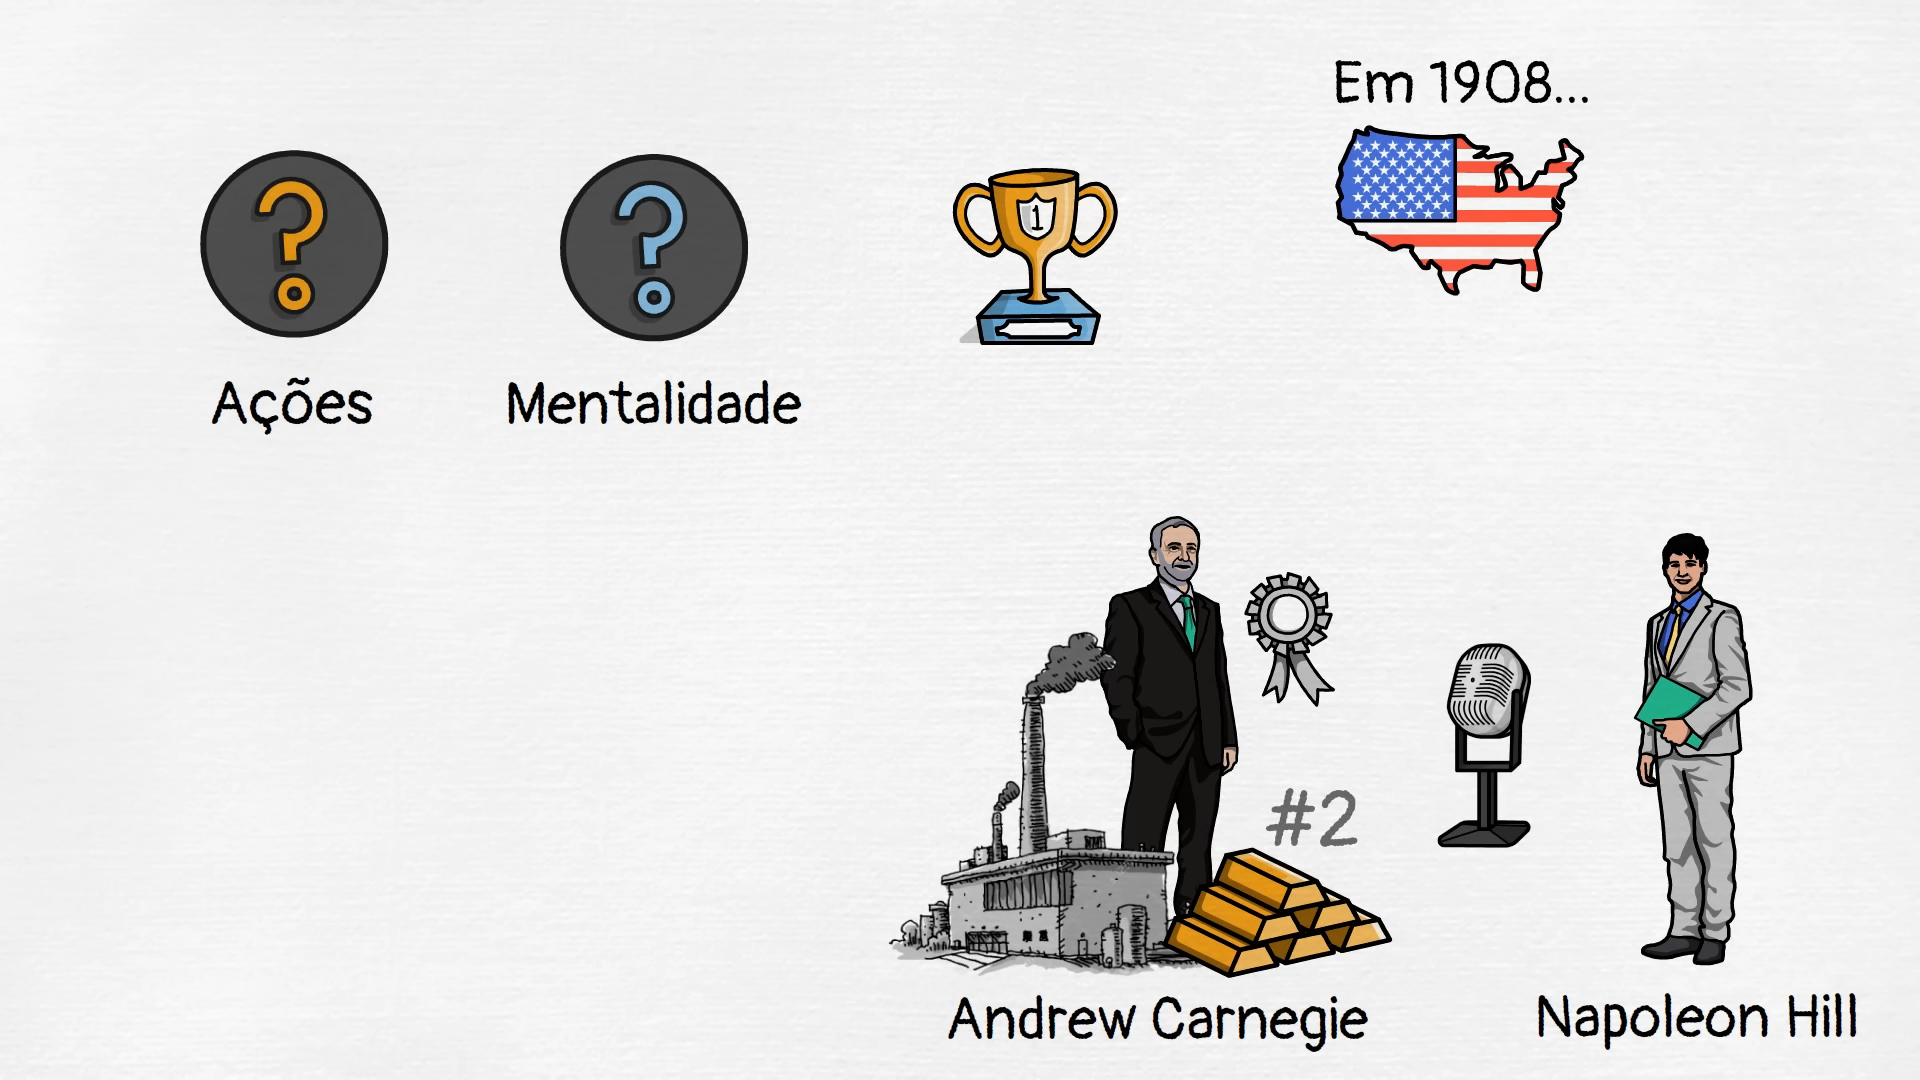 Em 1908...
1
Ações
Mentalidade
#2
Andrew Carnegie
Napoleon Hill